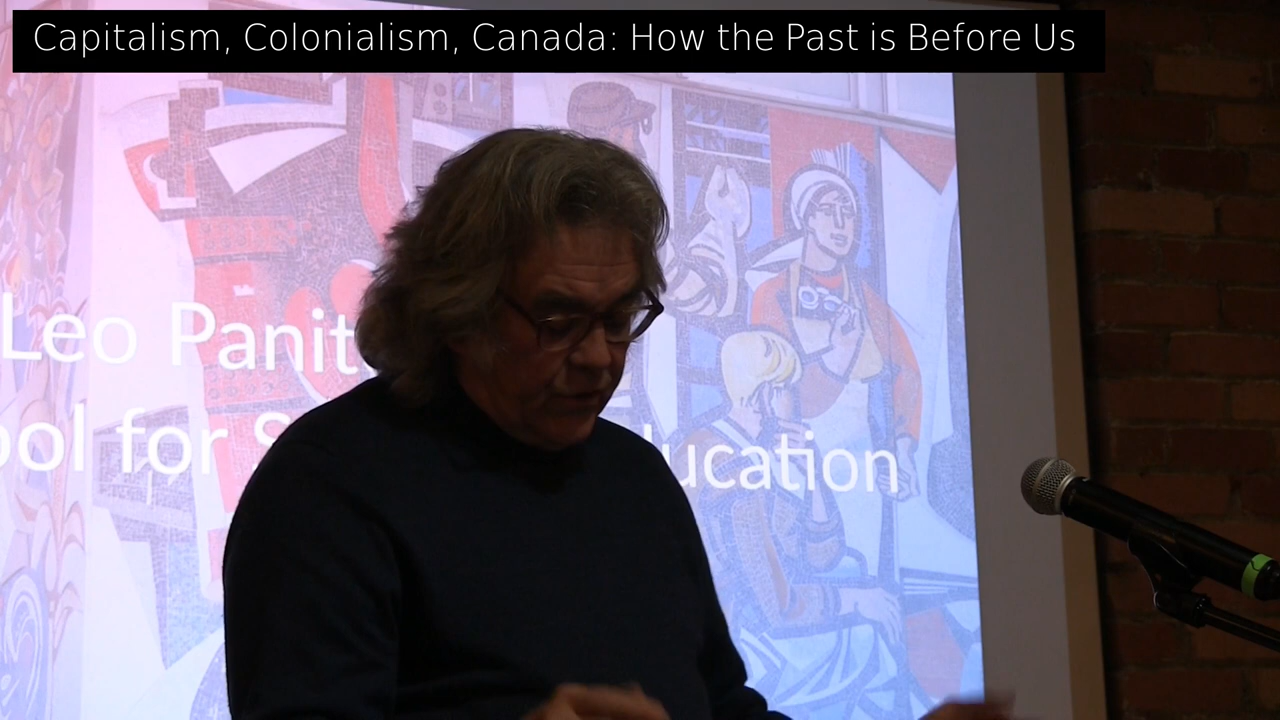 Capitalism, Colonialism, Canada: How the Past is Before Us
Leo Panit
ool for S ucation